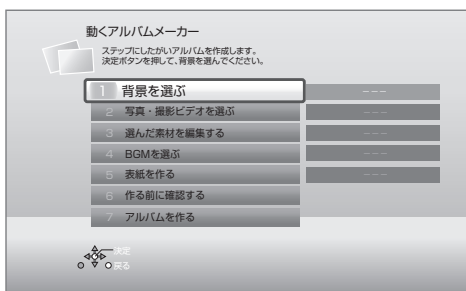 動くアルバムメーカー
ステップにしたがいアルバムを作成します。
決定ボタンを押して、背景を選んでください。
1 背景を選ぶ ---
2 写真・撮影ビデオを選ぶ ---
3 選んだ素材を編集する ---
4 BGMを選ぶ ---
5 表紙を作る ---
6 作る前に確認する
7 アルバムを作る
決定
戻る